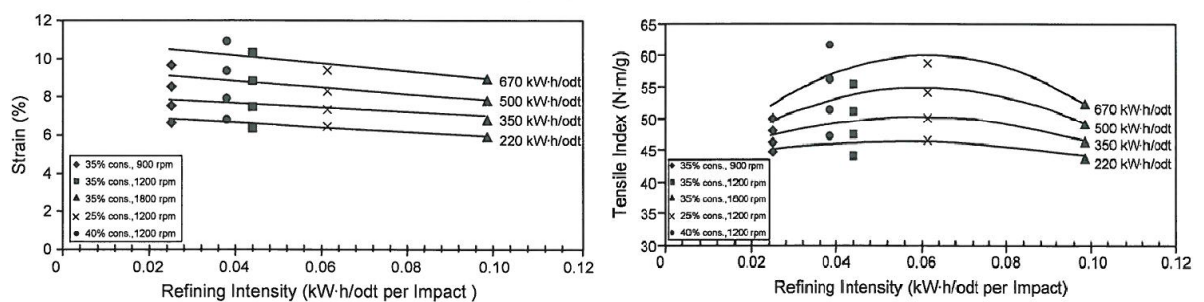 12
10
8
6
4
2
0
Strain (%)
670 kW·h/odt
500 kW·h/odt
350 kW·h/odt
220 kW·h/odt
35% cons., 900 rpm
35% cons., 1200 rpm
35% cons., 1800 rpm
25% cons., 1200 rpm
40% cons., 1200 rpm
0 0.02 0.04 0.06 0.08 0.10 0.12
Refining Intensity (kW·h/odt per Impact )
65
60
55
50
45
40
35
30
Tensile Index (N·m/g)
670 kW·h/odt
500 kW·h/odt
350 kW·h/odt
220 kW·h/odt
35% cons., 900 rpm
35% cons., 1200 rpm
35% cons., 1800 rpm
25% cons., 1200 rpm
40% cons., 1200 rpm
0 0.02 0.04 0.06 0.08 0.10 0.12
Refining Intensity (kW·h/odt per Impact)